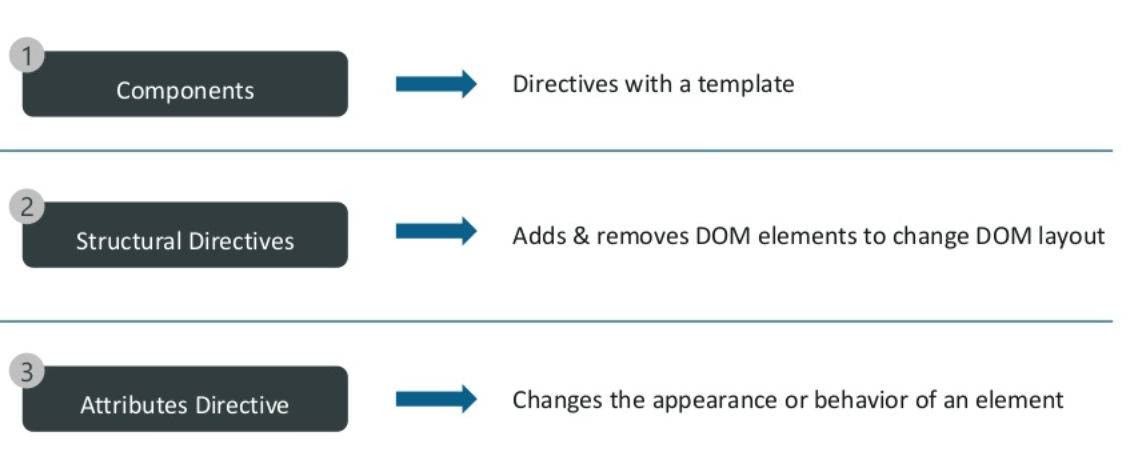 1
Components
Directives with a template
2
Structural Directives
Adds & removes DOM elements to change DOM layout
3
Attributes Directive
Changes the appearance or behavior of an element